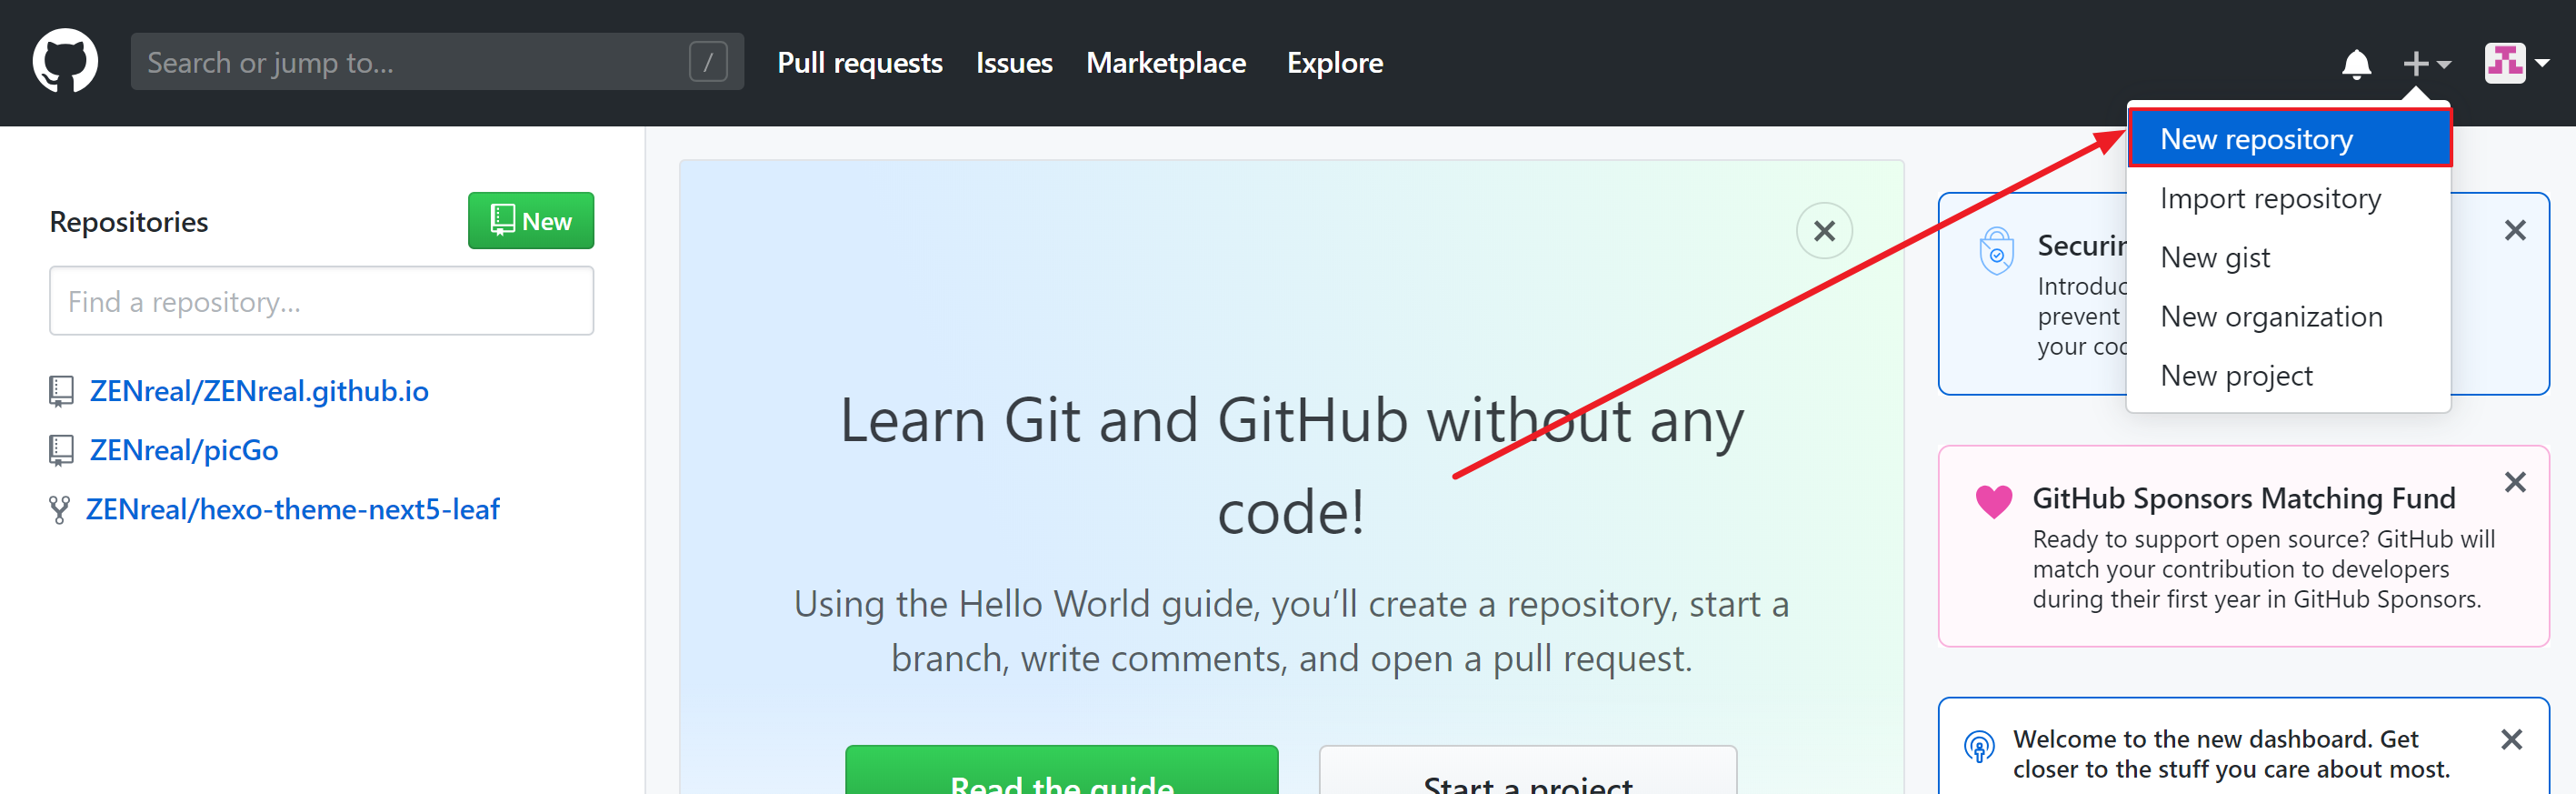 Search or jump to...
/
Pull requests
Issues
Marketplace
Explore
New repository
Import repository
New gist
New organization
New project
Repositories
New
Find a repository...
ZENreal/ZENreal.github.io
ZENreal/picGo
ZENreal/hexo-theme-next5-leaf
Learn Git and GitHub without any
code!
Using the Hello World guide, you’ll create a repository, start a
branch, write comments, and open a pull request.
Read the guide
Start a project
prevent
your
GitHub Sponsors Matching Fund
Ready to support open source? GitHub will
match your contribution to developers
during their first year in GitHub Sponsors.
Welcome to the new dashboard. Get
closer to the stuff you care about most.